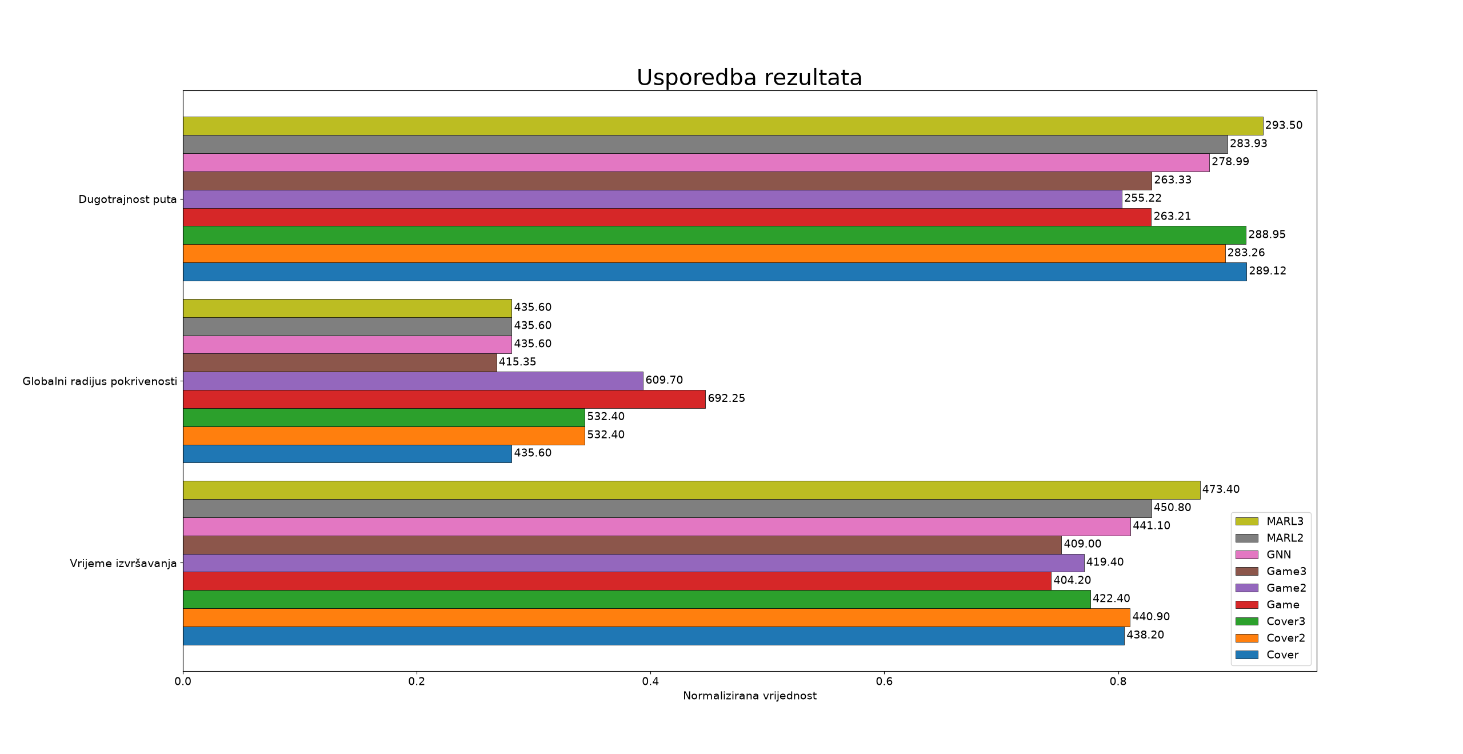 Usporedba rezultata
293.50
283.93
278.99
263.33
Dugotrajnost puta
255.22
263.21
288.95
283.26
289.12
435.60
435.60
435.60
415.35
Globalni radijus pokrivenosti
609.70
692.25
532.40
532.40
435.60
473.40
450.80
441.10
409.00
Vrijeme izvršavanja
419.40
404.20
422.40
440.90
438.20
MARL3
MARL2
GNN
Game3
Game2
Game
Cover3
Cover2
Cover
0.0 0.2 0.4 0.6 0.8
Normalizirana vrijednost